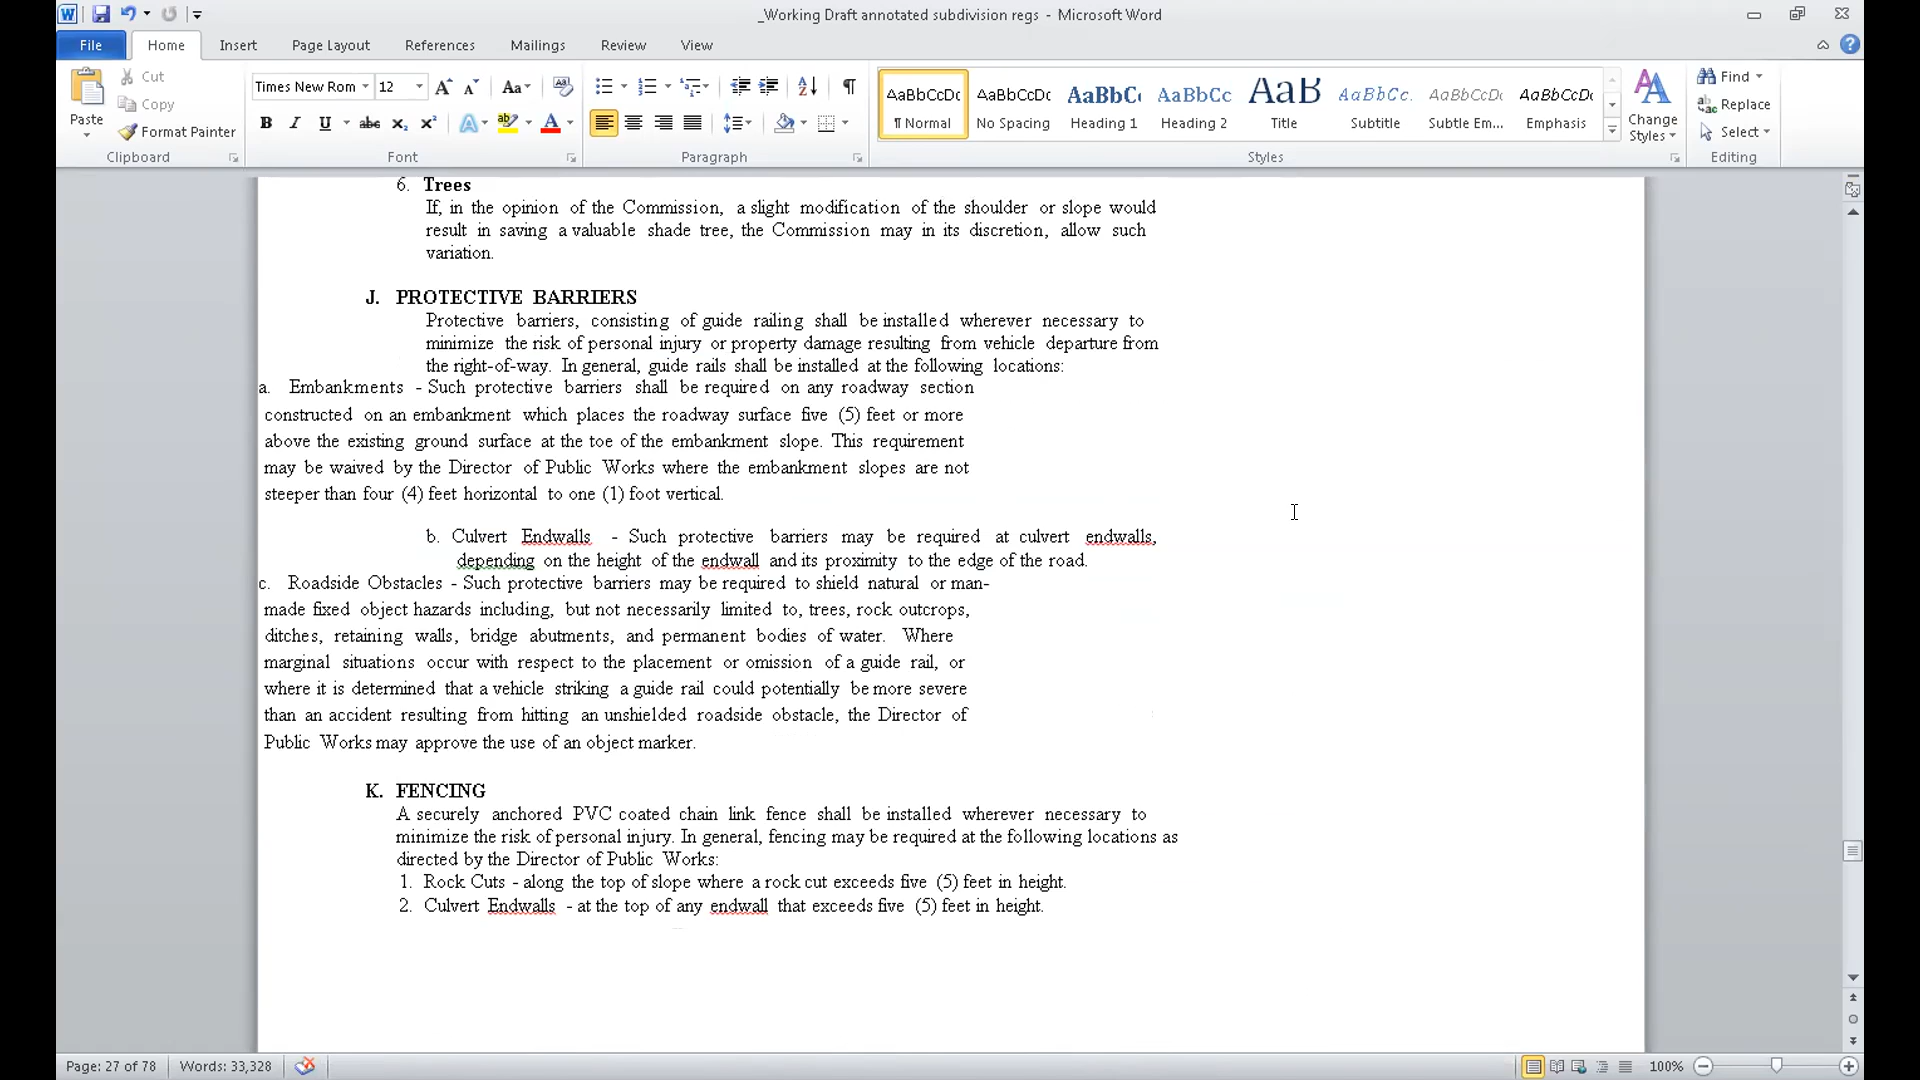 _Working Draft annotated subdivision regs - Microsoft Word
File Home Insert Page Layout References Mailings Review View
Paste
Cut
Copy
Format Painter
Clipboard
Times New Rom 12
Font
Paragraph
AaBbCcDc AaBbCcDc AaBbC AaBbCc AaB AaBbCc. AaBbCcDc AaBbCcDc
¶ Normal No Spacing Heading 1 Heading 2 Title Subtitle Subtle Em... Emphasis
Styles
Change Styles
Find
Replace
Select
Editing
6. Trees
If, in the opinion of the Commission, a slight modification of the shoulder or slope would
result in saving a valuable shade tree, the Commission may in its discretion, allow such
variation.
J. PROTECTIVE BARRIERS
Protective barriers, consisting of guide railing shall be installed wherever necessary to
minimize the risk of personal injury or property damage resulting from vehicle departure from
the right-of-way. In general, guide rails shall be installed at the following locations:
a. Embankments - Such protective barriers shall be required on any roadway section
constructed on an embankment which places the roadway surface five (5) feet or more
above the existing ground surface at the toe of the embankment slope. This requirement
may be waived by the Director of Public Works where the embankment slopes are not
steeper than four (4) feet horizontal to one (1) foot vertical.
b. Culvert Endwalls - Such protective barriers may be required at culvert endwalls,
depending on the height of the endwall and its proximity to the edge of the road.
c. Roadside Obstacles - Such protective barriers may be required to shield natural or man-
made fixed object hazards including, but not necessarily limited to, trees, rock outcrops,
ditches, retaining walls, bridge abutments, and permanent bodies of water. Where
marginal situations occur with respect to the placement or omission of a guide rail, or
where it is determined that a vehicle striking a guide rail could potentially be more severe
than an accident resulting from hitting an unshielded roadside obstacle, the Director of
Public Works may approve the use of an object marker.
K. FENCING
A securely anchored PVC coated chain link fence shall be installed wherever necessary to
minimize the risk of personal injury. In general, fencing may be required at the following locations as
directed by the Director of Public Works:
1. Rock Cuts - along the top of slope where a rock cut exceeds five (5) feet in height.
2. Culvert Endwalls - at the top of any endwall that exceeds five (5) feet in height.
Page: 27 of 78 Words: 33,328 100%